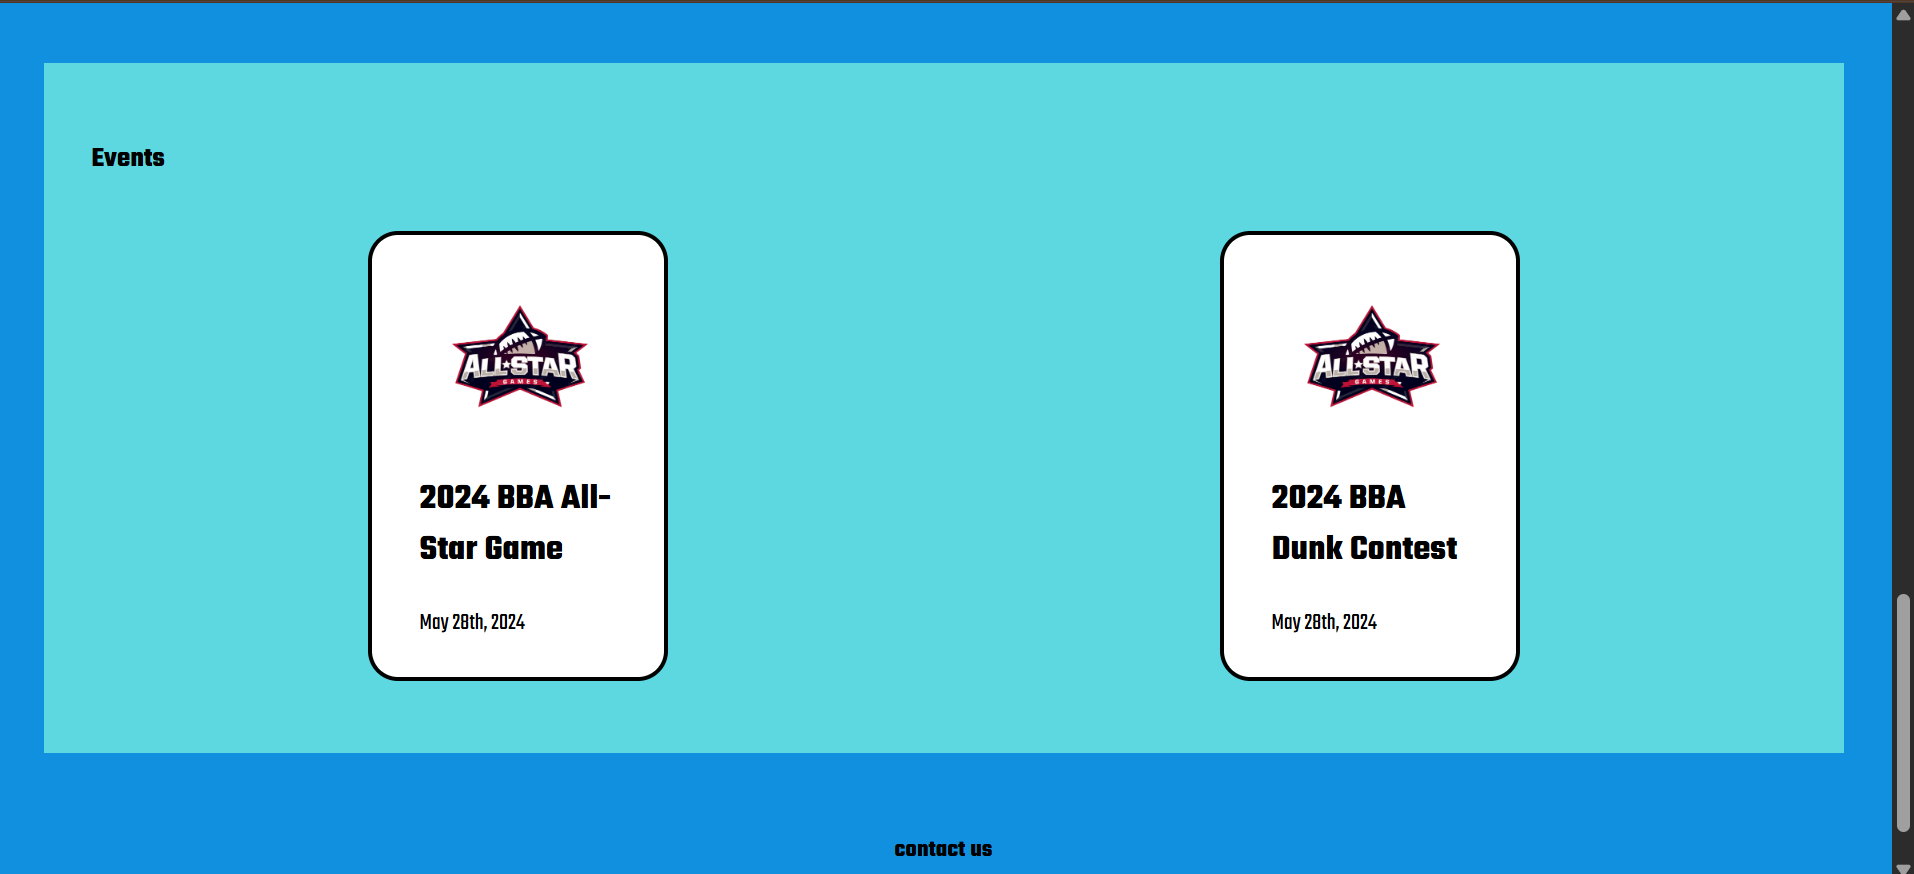 Events
ALL★STAR
GAMES
ALL★STAR
GAMES
2024 BBA All-
Star Game
2024 BBA
Dunk Contest
May 28th, 2024
May 28th, 2024
contact us